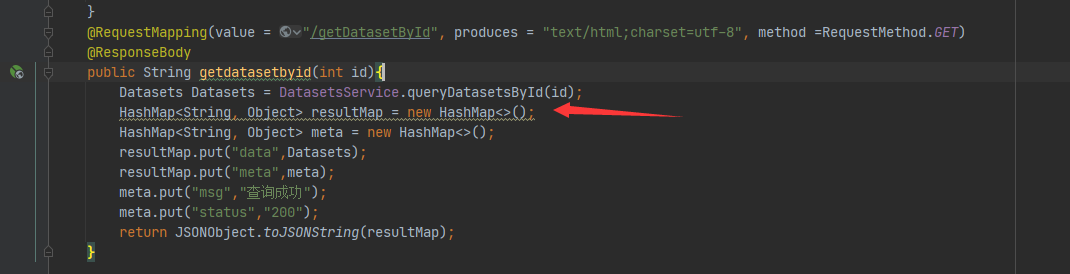 }
@RequestMapping(value = "/getDatasetById", produces = "text/html;charset=utf-8", method =RequestMethod.GET)
@ResponseBody
public String getdatasetbyid(int id){
Datasets Datasets = DatasetsService.queryDatasetsById(id);
HashMap<String, Object> resultMap = new HashMap<>();
HashMap<String, Object> meta = new HashMap<>();
resultMap.put("data",Datasets);
resultMap.put("meta",meta);
meta.put("msg","查询成功");
meta.put("status","200");
return JSONObject.toJSONString(resultMap);
}